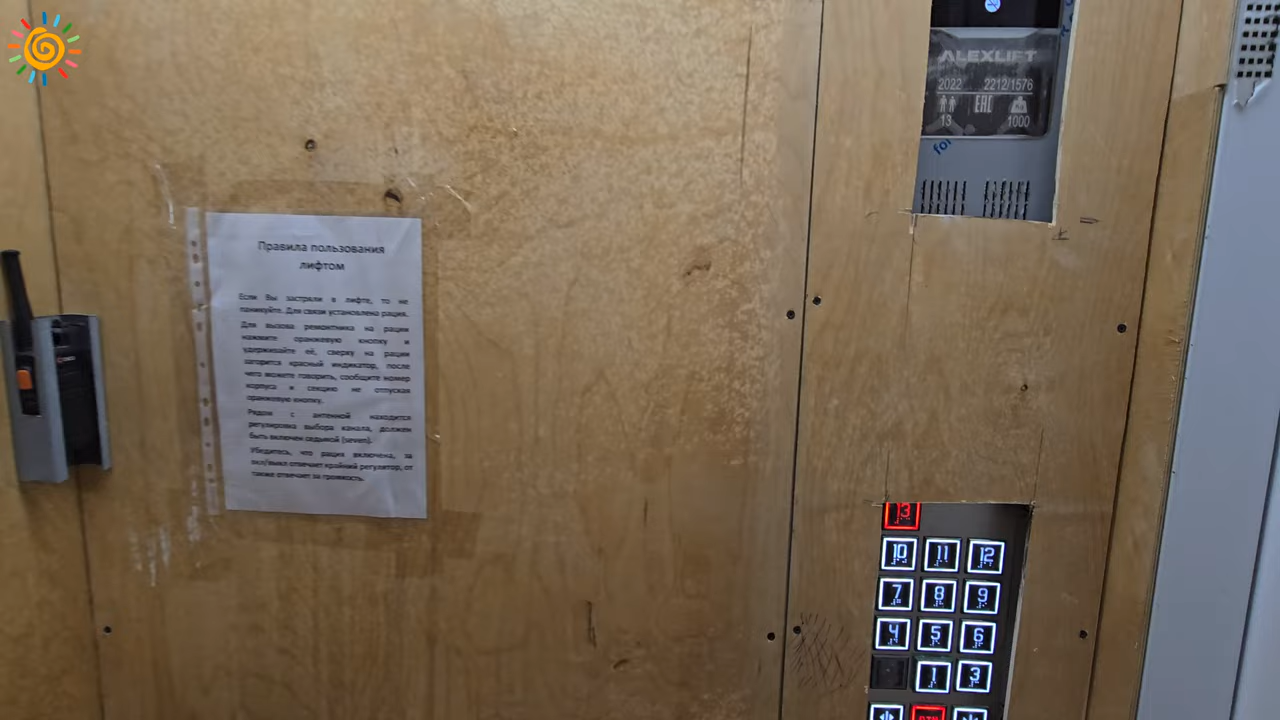 ALEXLIFT
2022 2212/1576
EAC
13 1000
Правила пользования
лифтом
Если Вы застряли в лифте, то не
паникуйте. Для связи установлена рация.
Для вызова ремонтника на рации
нажмите оранжевую кнопку и
удерживайте её, сверху на рации
загорится красный индикатор, после
чего можете говорить, сообщите номер
корпуса и секцию не отпуская
оранжевую кнопку.
Рядом с антенной находится
регулировка выбора канала, должен
быть включен седьмой (seven).
Убедитесь, что рация включена, за
вкл/выкл отвечает крайний регулятор, он
также отвечает за громкость.
13
10 11 12
7 8 9
4 5 6
1 3